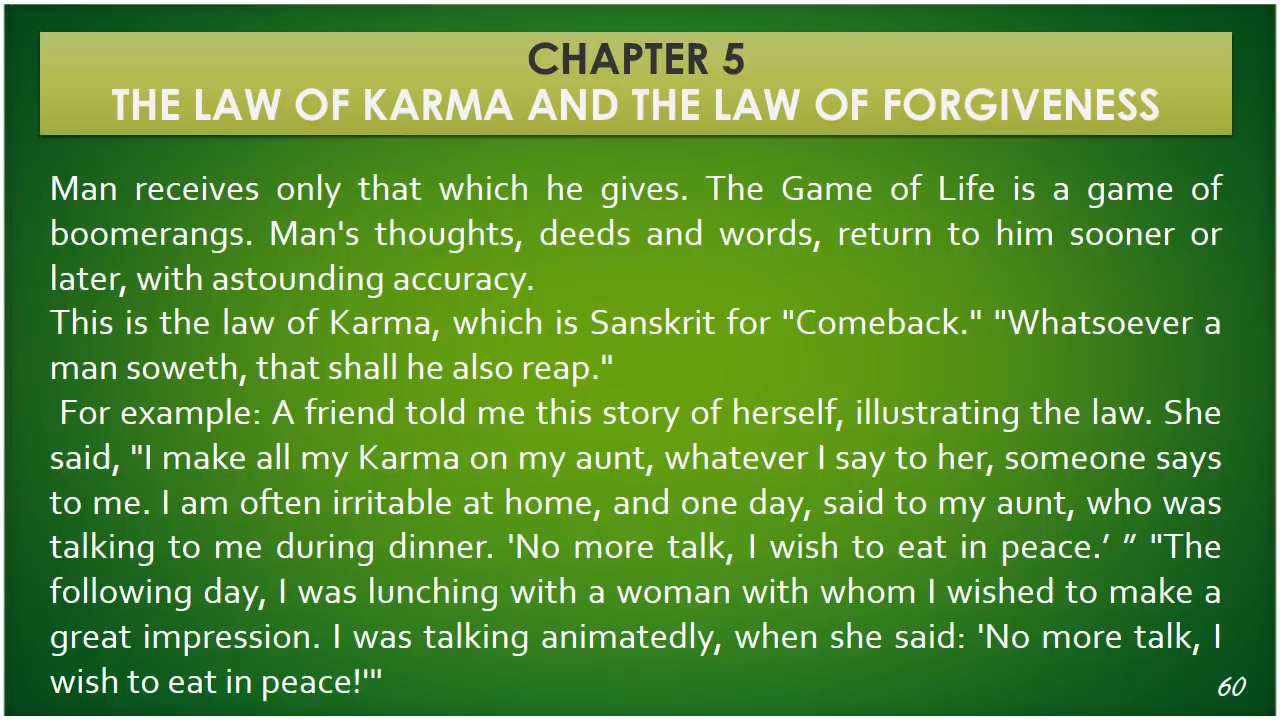 CHAPTER 5
THE LAW OF KARMA AND THE LAW OF FORGIVENESS
Man receives only that which he gives. The Game of Life is a game of
boomerangs. Man's thoughts, deeds and words, return to him sooner or
later, with astounding accuracy.
This is the law of Karma, which is Sanskrit for "Comeback." "Whatsoever a
man soweth, that shall he also reap."
For example: A friend told me this story of herself, illustrating the law. She
said, "I make all my Karma on my aunt, whatever I say to her, someone says
to me. I am often irritable at home, and one day, said to my aunt, who was
talking to me during dinner. 'No more talk, I wish to eat in peace.’ ” "The
following day, I was lunching with a woman with whom I wished to make a
great impression. I was talking animatedly, when she said: 'No more talk, I
wish to eat in peace!'"
60